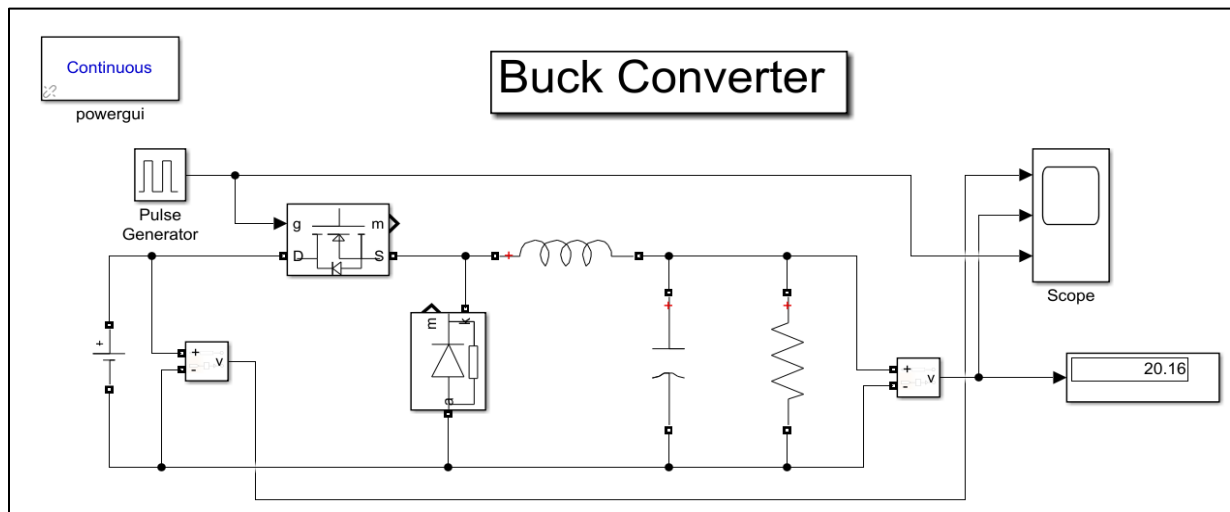 Continuous
powergui
Buck Converter
Pulse
Generator
g
m
D
S
Scope
m
k
a
+
+
-
v
+
+
+
+
-
v
20.16